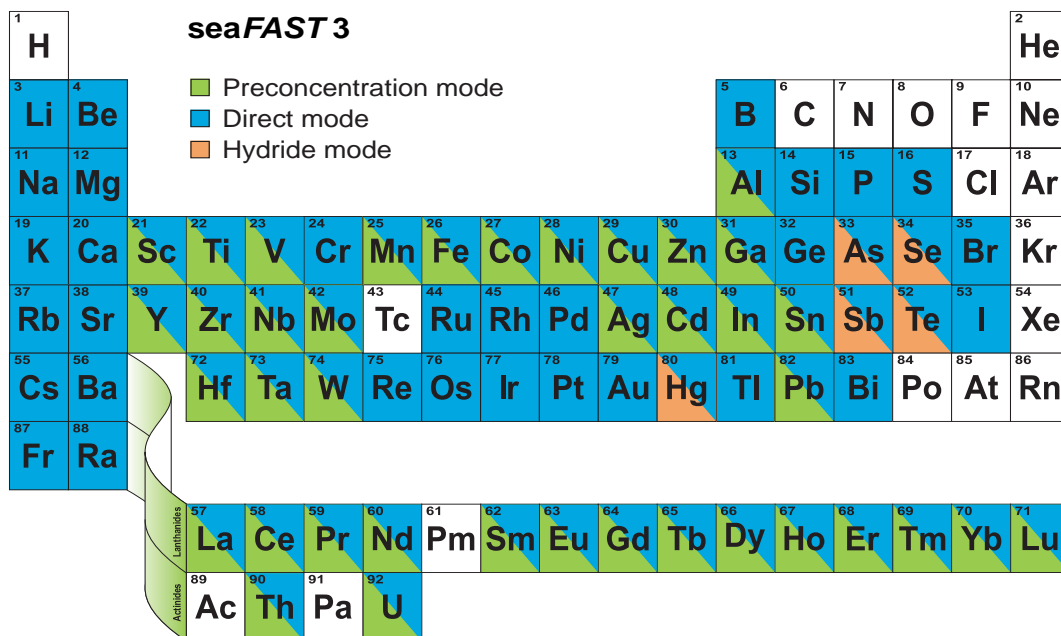 seaFAST 3
Preconcentration mode
Direct mode
Hydride mode
1 2
H He
3 4 5 6 7 8 9 10
Li Be B C N O F Ne
11 12 13 14 15 16 17 18
Na Mg Al Si P S Cl Ar
19 20 21 22 23 24 25 26 27 28 29 30 31 32 33 34 35 36
K Ca Sc Ti V Cr Mn Fe Co Ni Cu Zn Ga Ge As Se Br Kr
37 38 39 40 41 42 43 44 45 46 47 48 49 50 51 52 53 54
Rb Sr Y Zr Nb Mo Tc Ru Rh Pd Ag Cd In Sn Sb Te I Xe
55 56 72 73 74 75 76 77 78 79 80 81 82 83 84 85 86
Cs Ba Hf Ta W Re Os Ir Pt Au Hg Tl Pb Bi Po At Rn
87 88
Fr Ra
Lanthanides
57 58 59 60 61 62 63 64 65 66 67 68 69 70 71
La Ce Pr Nd Pm Sm Eu Gd Tb Dy Ho Er Tm Yb Lu
Actinides
89 90 91 92
Ac Th Pa U